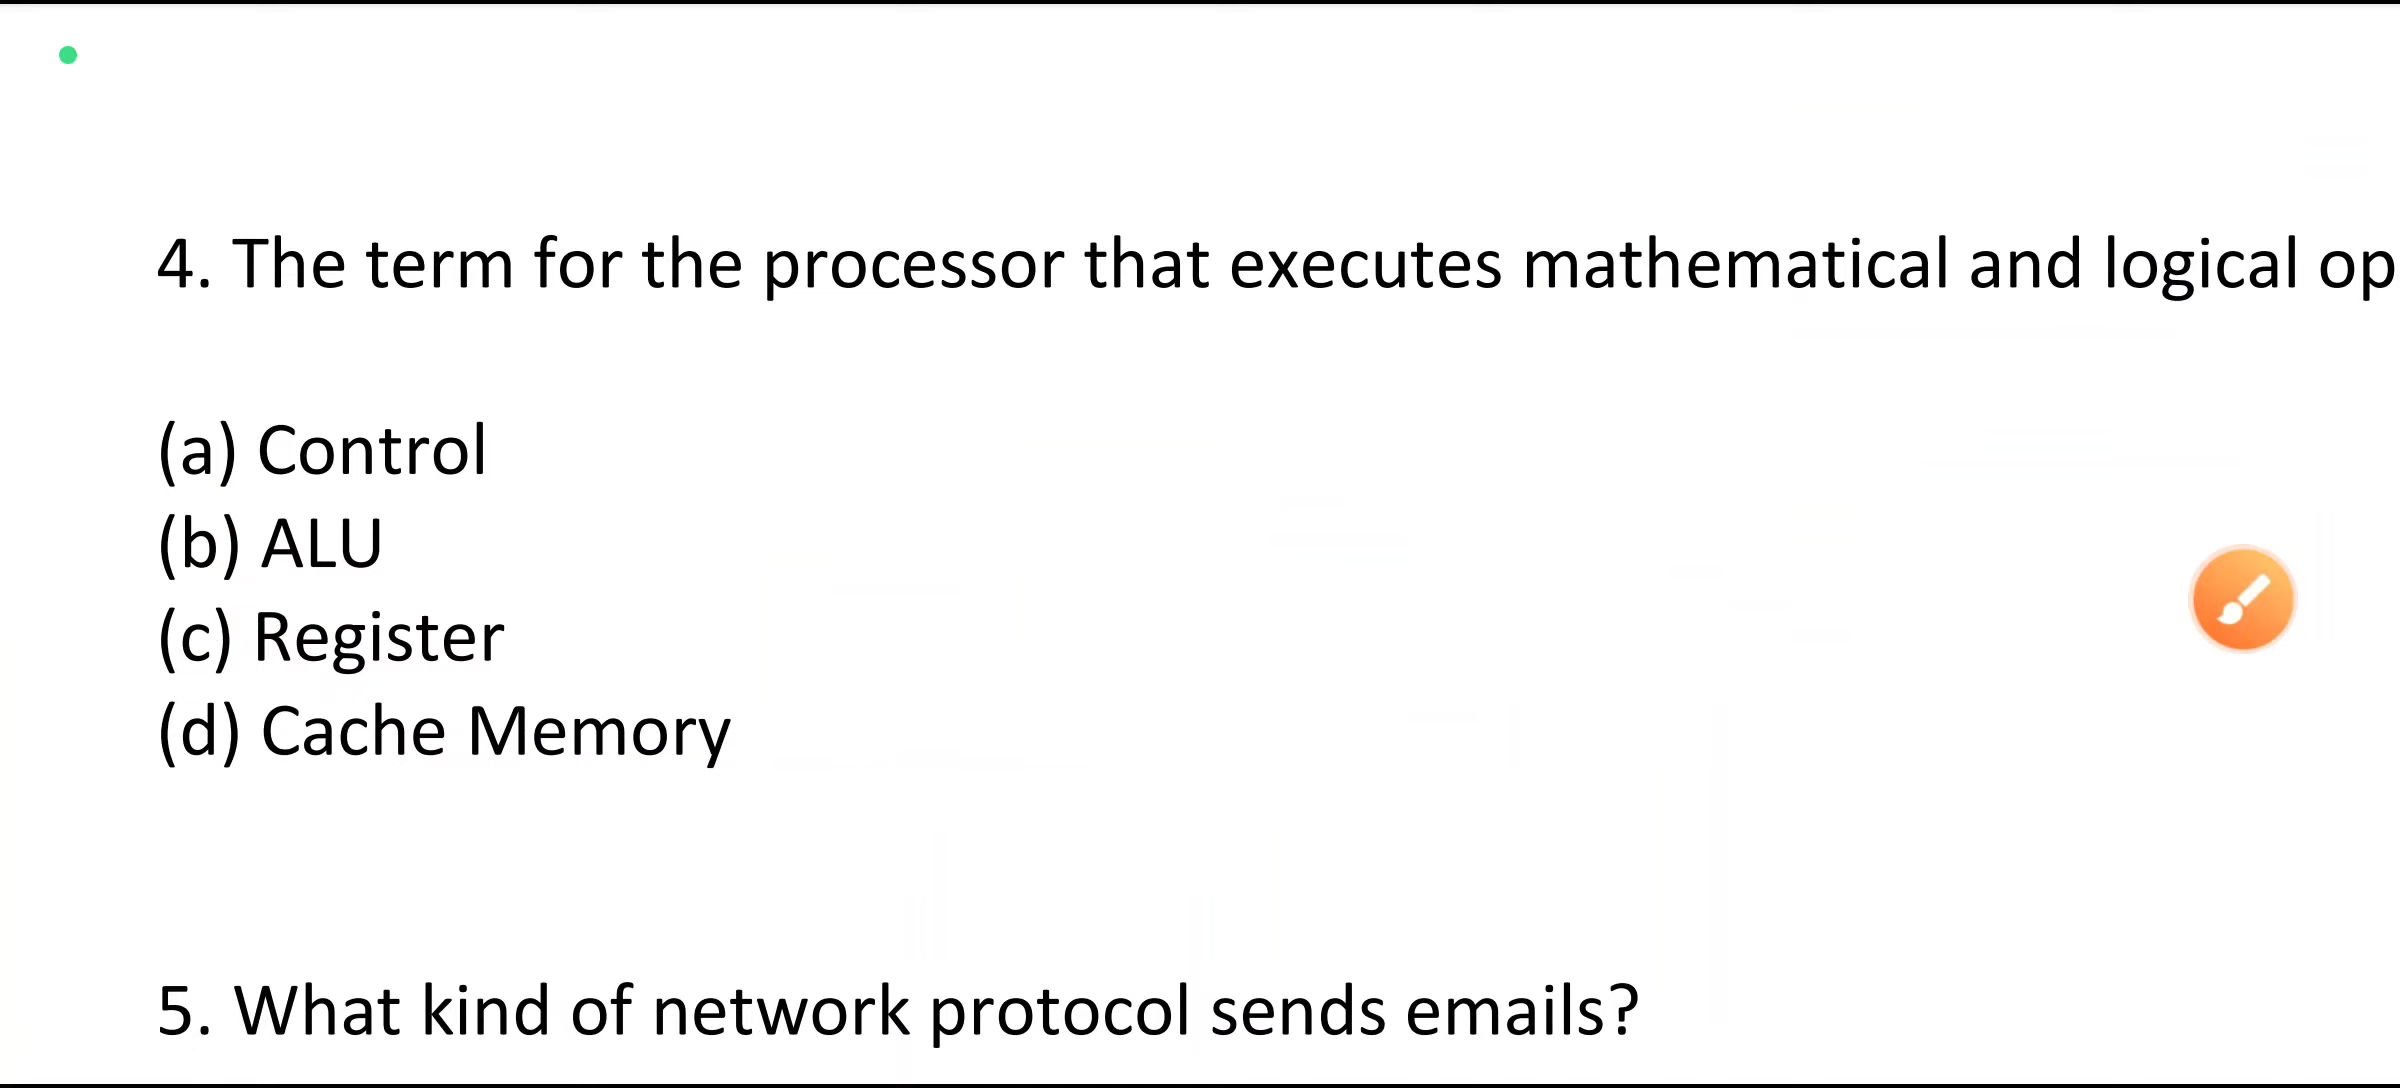 4. The term for the processor that executes mathematical and logical op
(a) Control
(b) ALU
(c) Register
(d) Cache Memory
5. What kind of network protocol sends emails?